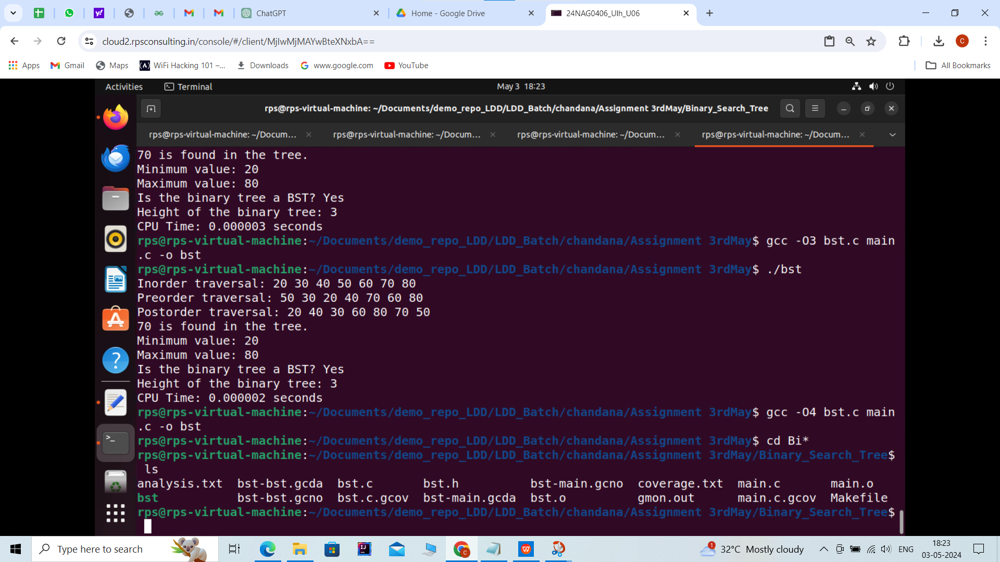 ChatGPT
Home - Google Drive
24NAG0406_Ulh_U06
cloud2.rpsconsulting.in/console/#/client/MjIwMjMAYwBteXNxbA==
C
Apps
Gmail
Maps
WiFi Hacking 101 –...
Downloads
www.google.com
YouTube
All Bookmarks
Activities
Terminal
May 3 18:23
rps@rps-virtual-machine: ~/Documents/demo_repo_LDD/LDD_Batch/chandana/Assignment 3rdMay/Binary_Search_Tree
rps@rps-virtual-machine: ~/Docum...
rps@rps-virtual-machine: ~/Docum...
rps@rps-virtual-machine: ~/Docum...
rps@rps-virtual-machine: ~/Docum...
70 is found in the tree.
Minimum value: 20
Maximum value: 80
Is the binary tree a BST? Yes
Height of the binary tree: 3
CPU Time: 0.000003 seconds
rps@rps-virtual-machine:~/Documents/demo_repo_LDD/LDD_Batch/chandana/Assignment 3rdMay$ gcc -O3 bst.c main
.c -o bst
rps@rps-virtual-machine:~/Documents/demo_repo_LDD/LDD_Batch/chandana/Assignment 3rdMay$ ./bst
Inorder traversal: 20 30 40 50 60 70 80
Preorder traversal: 50 30 20 40 70 60 80
Postorder traversal: 20 40 30 60 80 70 50
70 is found in the tree.
Minimum value: 20
Maximum value: 80
Is the binary tree a BST? Yes
Height of the binary tree: 3
CPU Time: 0.000002 seconds
rps@rps-virtual-machine:~/Documents/demo_repo_LDD/LDD_Batch/chandana/Assignment 3rdMay$ gcc -O4 bst.c main
.c -o bst
rps@rps-virtual-machine:~/Documents/demo_repo_LDD/LDD_Batch/chandana/Assignment 3rdMay$ cd Bi*
rps@rps-virtual-machine:~/Documents/demo_repo_LDD/LDD_Batch/chandana/Assignment 3rdMay/Binary_Search_Tree$
ls
analysis.txt bst-bst.gcda bst.c bst.h bst-main.gcno coverage.txt main.c main.o
bst bst-bst.gcno bst.c.gcov bst-main.gcda bst.o gmon.out main.c.gcov Makefile
rps@rps-virtual-machine:~/Documents/demo_repo_LDD/LDD_Batch/chandana/Assignment 3rdMay/Binary_Search_Tree$
Type here to search
1
32°C Mostly cloudy
ENG
18:23
03-05-2024